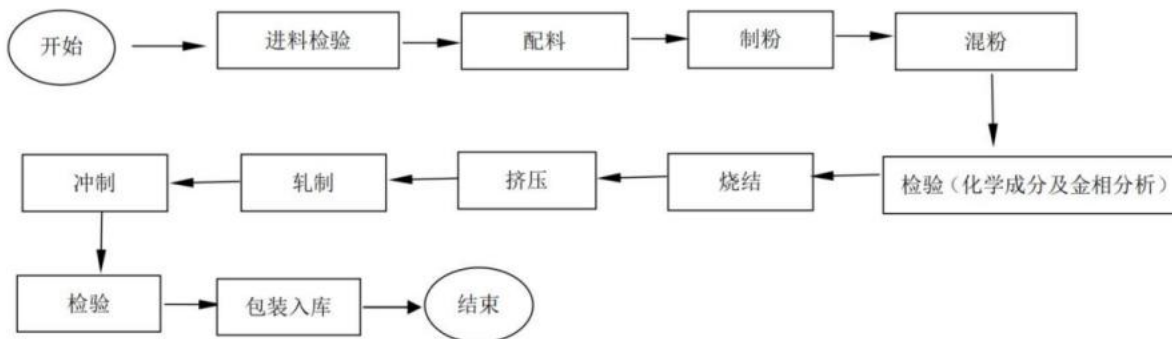 开始
进料检验
配料
制粉
混粉
检验（化学成分及金相分析）
烧结
挤压
轧制
冲制
检验
包装入库
结束